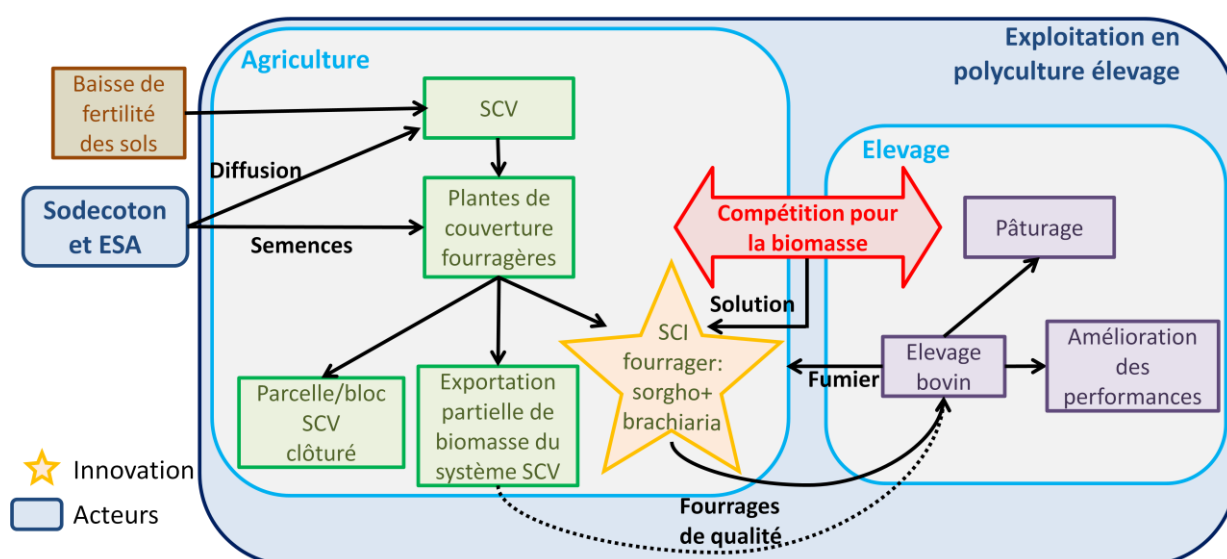 Exploitation en
polyculture élevage
Agriculture
Baisse de
fertilité
des sols
SCV
Diffusion
Elevage
Sodecoton
et ESA
Semences
Plantes de
couverture
fourragères
Compétition pour
la biomasse
Pâturage
Solution
SCI
fourrager:
sorgho+
brachiaria
Fumier
Elevage
bovin
Amélioration
des
performances
Parcelle/bloc
SCV
clôturé
Exportation
partielle de
biomasse du
système SCV
Innovation
Acteurs
Fourrages
de qualité